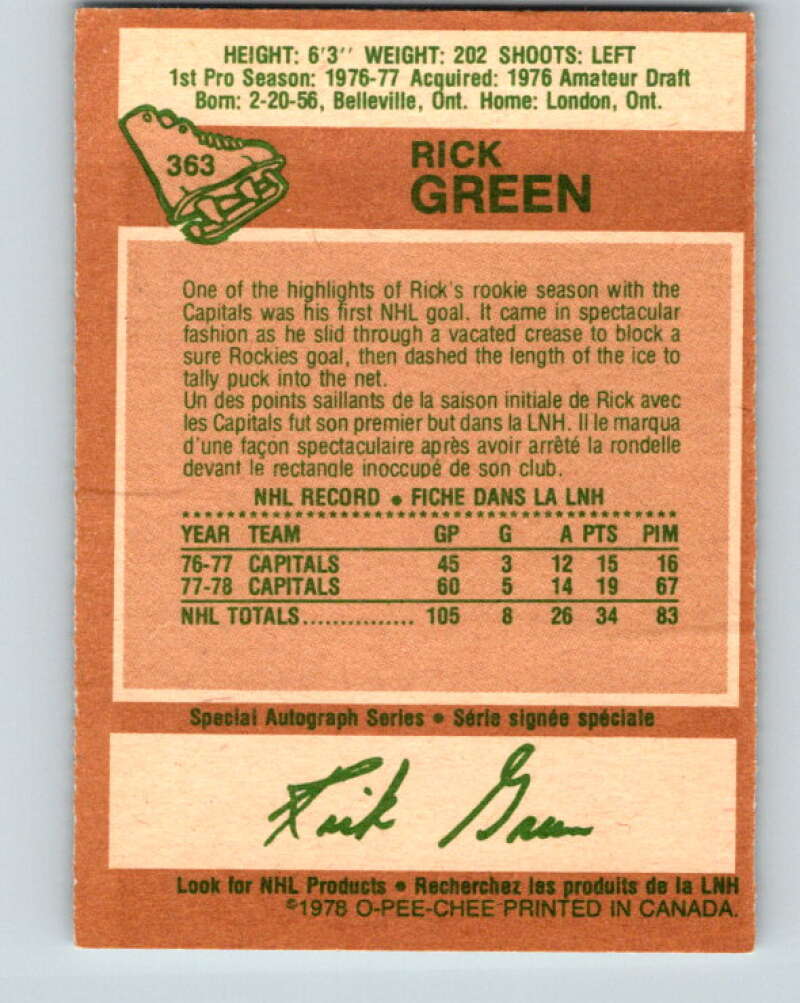 HEIGHT: 6'3'' WEIGHT: 202 SHOOTS: LEFT
1st Pro Season: 1976-77 Acquired: 1976 Amateur Draft
Born: 2-20-56, Belleville, Ont. Home: London, Ont.
363
RICK
GREEN
One of the highlights of Rick's rookie season with the
Capitals was his first NHL goal. It came in spectacular
fashion as he slid through a vacated crease to block a
sure Rockies goal, then dashed the length of the ice to
tally puck into the net.
Un des points saillants de la saison initiale de Rick avec
les Capitals fut son premier but dans la LNH. Il le marqua
d'une façon spectaculaire après avoir arrêté la rondelle
devant le rectangle inoccupé de son club.
NHL RECORD • FICHE DANS LA LNH
YEAR TEAM GP G A PTS PIM
76-77 CAPITALS 45 3 12 15 16
77-78 CAPITALS 60 5 14 19 67
NHL TOTALS............... 105 8 26 34 83
Special Autograph Series • Série signée spéciale
Rick Green
Look for NHL Products • Recherchez les produits de la LNH
©1978 O-PEE-CHEE PRINTED IN CANADA.